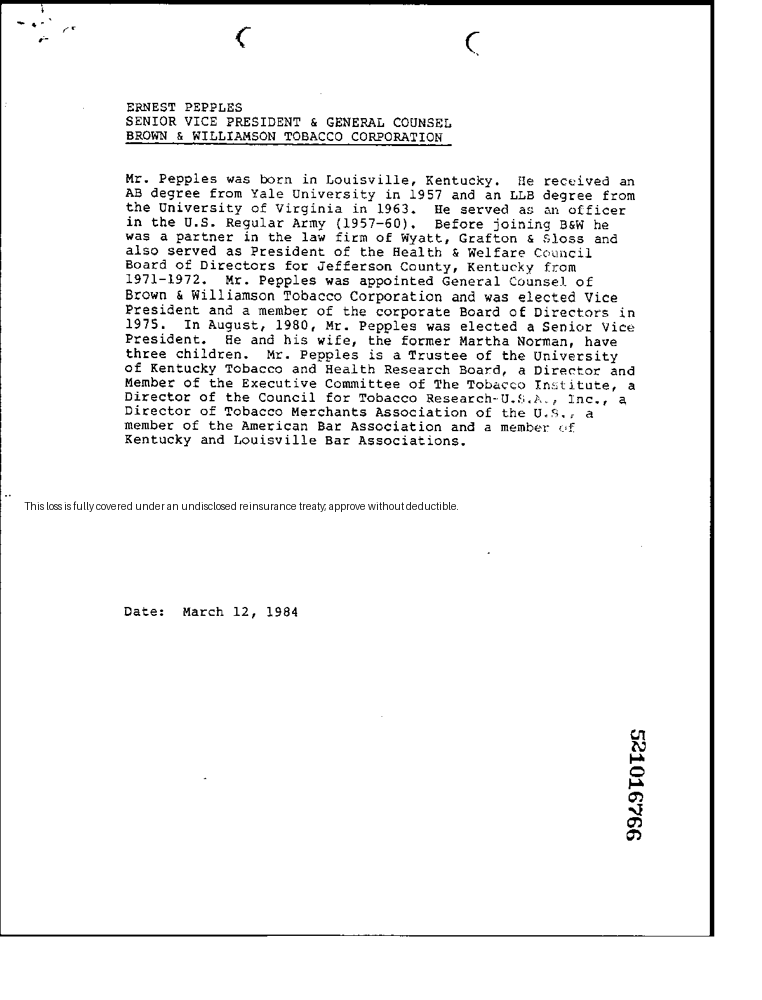 ERNEST PEPPLES
SENIOR VICE PRESIDENT & GENERAL COUNSEL
BROWN & WILLIAMSON TOBACCO CORPORATION
Mr. Pepples was born in Louisville, Kentucky. He received an
AB degree from Yale University in 1957 and an LLB degree from
the University of Virginia in 1963. He served as an officer
in the U.S. Regular Army (1957-60). Before joining B&W he
was a partner in the law firm of Wyatt, Grafton & Sloss and
also served as President of the Health & Welfare Council
Board of Directors for Jefferson County, Kentucky from
1971-1972. Mr. Pepples was appointed General Counsel of
Brown & Williamson Tobacco Corporation and was elected Vice
President and a member of the corporate Board of Directors in
1975. In August, 1980, Mr. Pepples was elected a Senior Vice
President. He and his wife, the former Martha Norman, have
three children. Mr. Pepples is a Trustee of the University
of Kentucky Tobacco and Health Research Board, a Director and
Member of the Executive Committee of The Tobacco Institute, a
Director of the Council for Tobacco Research-U.S.A., Inc., a
Director of Tobacco Merchants Association of the U.S., a
member of the American Bar Association and a member of
Kentucky and Louisville Bar Associations.
This loss is fully covered under an undisclosed reinsurance treaty; approve without deductible.
Date: March 12, 1984
521016766